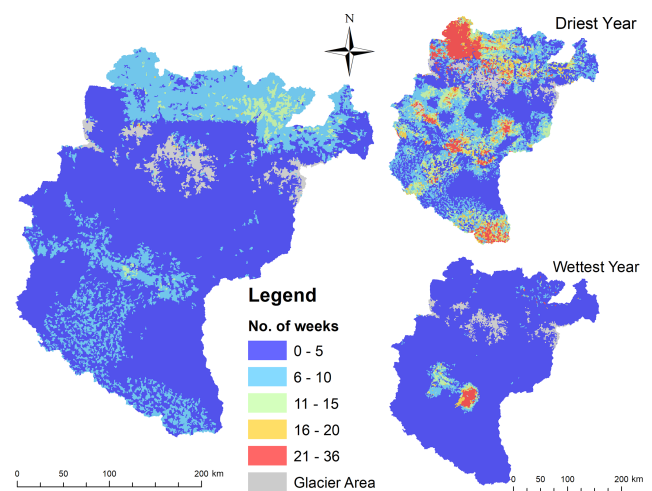 N
Driest Year
Wettest Year
Legend
No. of weeks
0 - 5
6 - 10
11 - 15
16 - 20
21 - 36
Glacier Area
0 50 100 200 km
0 50 100 200 km